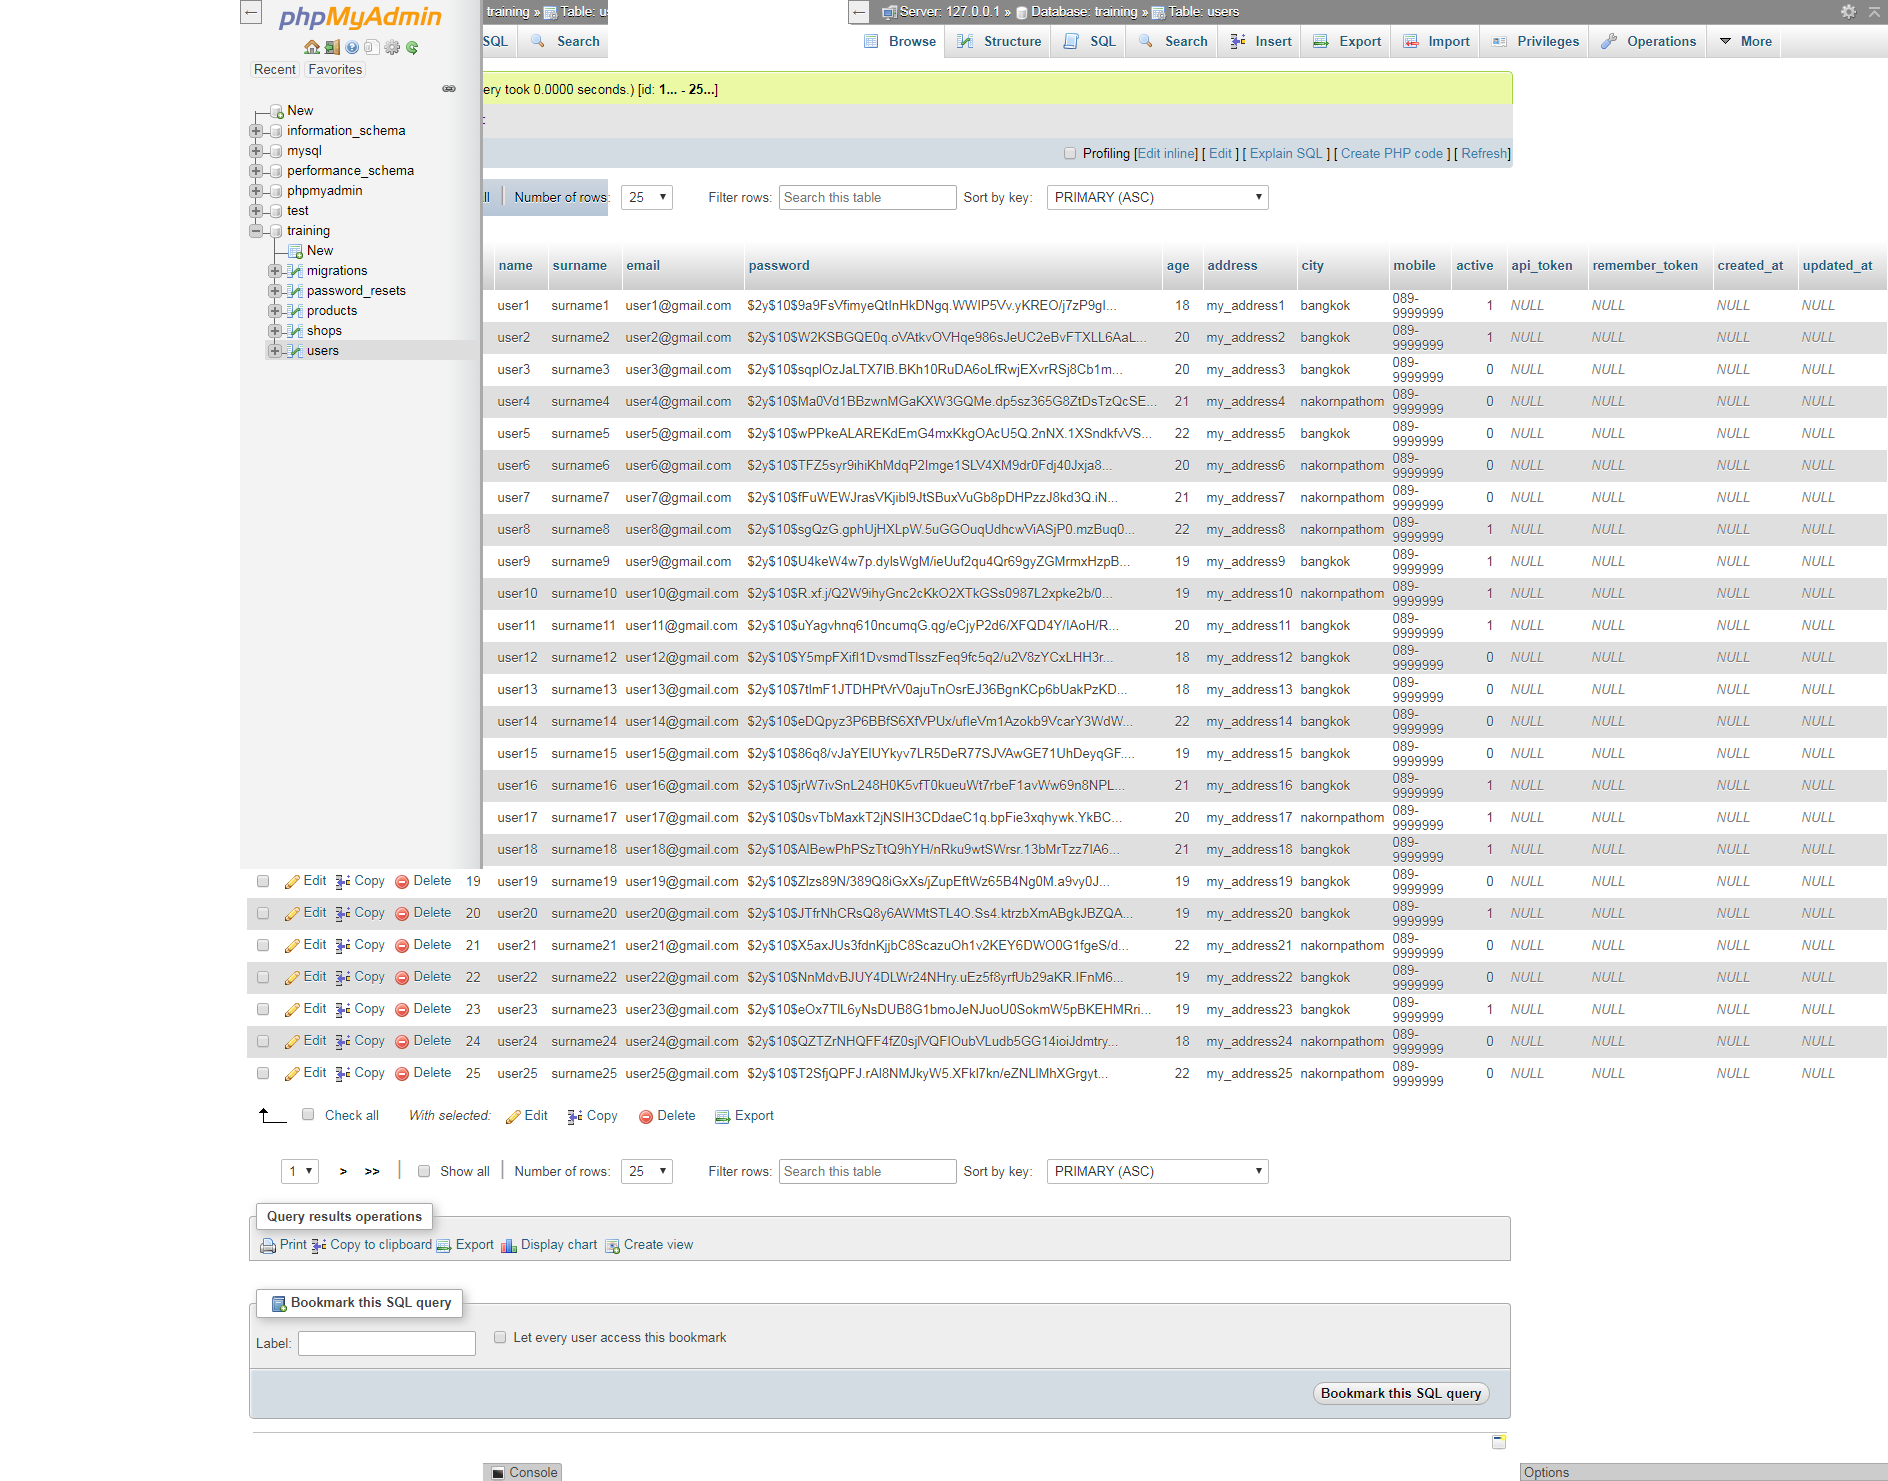 phpMyAdmin
training » Table: u
Server: 127.0.0.1 » Database: training » Table: users
SQL Search
Browse Structure SQL Search Insert Export Import Privileges Operations More
Recent Favorites
ery took 0.0000 seconds.) [id: 1... - 25...]
New
information_schema
mysql
performance_schema
phpmyadmin
test
training
New
migrations
password_resets
products
shops
users
Profiling [Edit inline] [ Edit ] [ Explain SQL ] [ Create PHP code ] [ Refresh]
all Number of rows: 25 Filter rows: Search this table Sort by key: PRIMARY (ASC)
name surname email password age address city mobile active api_token remember_token created_at updated_at
user1 surname1 user1@gmail.com 18 my_address1 bangkok 089-9999999 1 NULL NULL NULL NULL
user2 surname2 user2@gmail.com 20 my_address2 bangkok 089-9999999 1 NULL NULL NULL NULL
user3 surname3 user3@gmail.com 20 my_address3 bangkok 089-9999999 0 NULL NULL NULL NULL
user4 surname4 user4@gmail.com 21 my_address4 nakornpathom 089-9999999 0 NULL NULL NULL NULL
user5 surname5 user5@gmail.com 22 my_address5 bangkok 089-9999999 0 NULL NULL NULL NULL
user6 surname6 user6@gmail.com 20 my_address6 nakornpathom 089-9999999 0 NULL NULL NULL NULL
user7 surname7 user7@gmail.com 21 my_address7 nakornpathom 089-9999999 0 NULL NULL NULL NULL
user8 surname8 user8@gmail.com 22 my_address8 nakornpathom 089-9999999 1 NULL NULL NULL NULL
user9 surname9 user9@gmail.com 19 my_address9 bangkok 089-9999999 1 NULL NULL NULL NULL
user10 surname10 user10@gmail.com 19 my_address10 nakornpathom 089-9999999 1 NULL NULL NULL NULL
user11 surname11 user11@gmail.com 20 my_address11 bangkok 089-9999999 1 NULL NULL NULL NULL
user12 surname12 user12@gmail.com 18 my_address12 bangkok 089-9999999 0 NULL NULL NULL NULL
user13 surname13 user13@gmail.com 18 my_address13 bangkok 089-9999999 0 NULL NULL NULL NULL
user14 surname14 user14@gmail.com 22 my_address14 bangkok 089-9999999 0 NULL NULL NULL NULL
user15 surname15 user15@gmail.com 19 my_address15 bangkok 089-9999999 0 NULL NULL NULL NULL
user16 surname16 user16@gmail.com 21 my_address16 bangkok 089-9999999 1 NULL NULL NULL NULL
user17 surname17 user17@gmail.com 20 my_address17 nakornpathom 089-9999999 1 NULL NULL NULL NULL
user18 surname18 user18@gmail.com 21 my_address18 bangkok 089-9999999 1 NULL NULL NULL NULL
Edit Copy Delete 19 user19 surname19 user19@gmail.com 19 my_address19 bangkok 089-9999999 0 NULL NULL NULL NULL
Edit Copy Delete 20 user20 surname20 user20@gmail.com 19 my_address20 bangkok 089-9999999 1 NULL NULL NULL NULL
Edit Copy Delete 21 user21 surname21 user21@gmail.com 22 my_address21 nakornpathom 089-9999999 0 NULL NULL NULL NULL
Edit Copy Delete 22 user22 surname22 user22@gmail.com 19 my_address22 bangkok 089-9999999 0 NULL NULL NULL NULL
Edit Copy Delete 23 user23 surname23 user23@gmail.com 19 my_address23 bangkok 089-9999999 1 NULL NULL NULL NULL
Edit Copy Delete 24 user24 surname24 user24@gmail.com 18 my_address24 nakornpathom 089-9999999 0 NULL NULL NULL NULL
Edit Copy Delete 25 user25 surname25 user25@gmail.com 22 my_address25 nakornpathom 089-9999999 0 NULL NULL NULL NULL
Check all With selected: Edit Copy Delete Export
1 > >> Show all Number of rows: 25 Filter rows: Search this table Sort by key: PRIMARY (ASC)
Query results operations
Print Copy to clipboard Export Display chart Create view
Bookmark this SQL query
Label: Let every user access this bookmark
Bookmark this SQL query
Console
Options